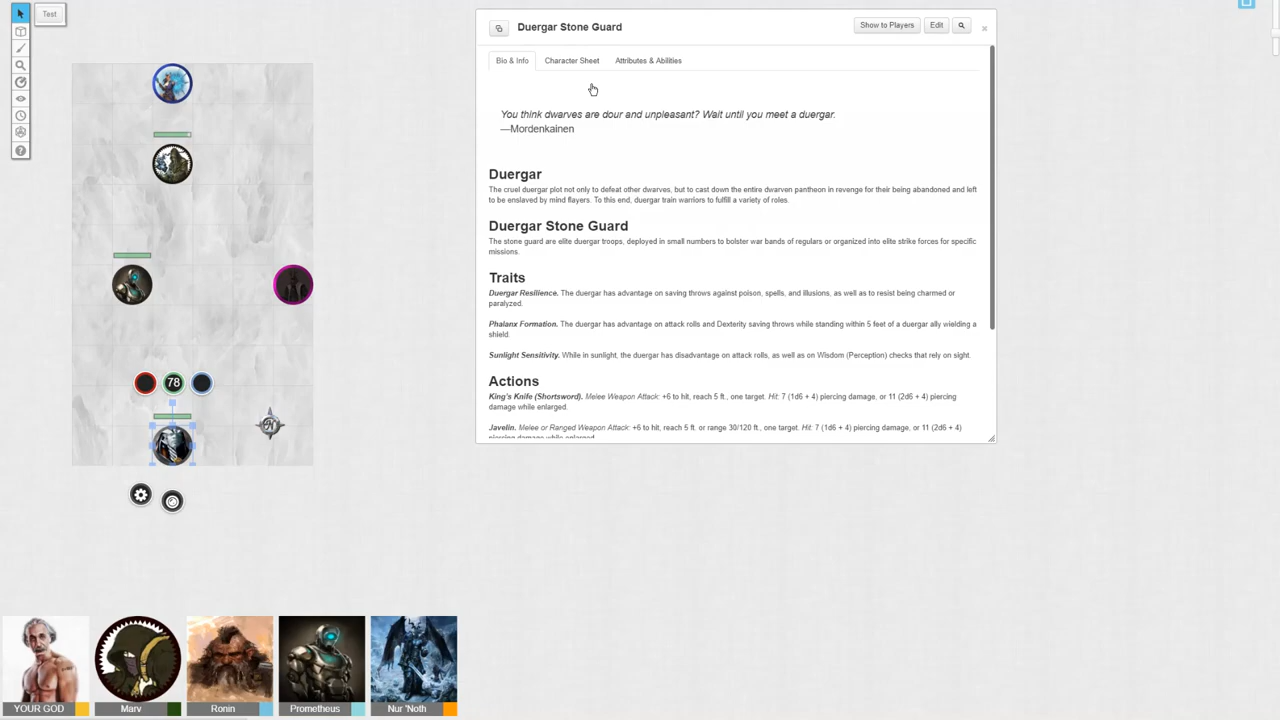 Test
Duergar Stone Guard
Show to Players
Edit
Bio & Info
Character Sheet
Attributes & Abilities
You think dwarves are dour and unpleasant? Wait until you meet a duergar.
—Mordenkainen
Duergar
The cruel duergar plot not only to defeat other dwarves, but to cast down the entire dwarven pantheon in revenge for their being abandoned and left
to be enslaved by mind flayers. To this end, duergar train warriors to fulfill a variety of roles.
Duergar Stone Guard
The stone guard are elite duergar troops, deployed in small numbers to bolster war bands of regulars or organized into elite strike forces for specific
missions.
Traits
Duergar Resilience. The duergar has advantage on saving throws against poison, spells, and illusions, as well as to resist being charmed or
paralyzed.
Phalanx Formation. The duergar has advantage on attack rolls and Dexterity saving throws while standing within 5 feet of a duergar ally wielding a
shield.
Sunlight Sensitivity. While in sunlight, the duergar has disadvantage on attack rolls, as well as on Wisdom (Perception) checks that rely on sight.
Actions
King's Knife (Shortsword). Melee Weapon Attack: +6 to hit, reach 5 ft., one target. Hit: 7 (1d6 + 4) piercing damage, or 11 (2d6 + 4) piercing
damage while enlarged.
Javelin. Melee or Ranged Weapon Attack: +6 to hit, reach 5 ft. or range 30/120 ft., one target. Hit: 7 (1d6 + 4) piercing damage, or 11 (2d6 + 4)
piercing damage while enlarged.
78
N
YOUR GOD
Marv
Ronin
Prometheus
Nur 'Noth